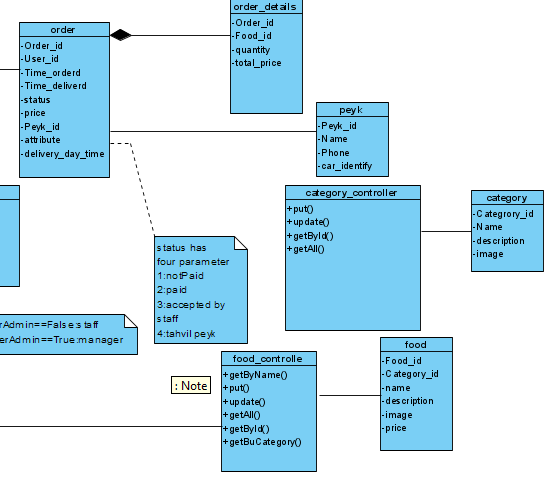 order_details
-Order_id
-Food_id
-quantity
-total_price
order
-Order_id
-User_id
-Time_orderd
-Time_deliverd
-status
-price
-Peyk_id
-attribute
-delivery_day_time
peyk
-Peyk_id
-Name
-Phone
-car_identify
category_controller
+put()
+update()
+getById()
+getAll()
category
-Categrory_id
-Name
-description
-image
status has
four parameter
1:notPaid
2:paid
3:accepted by
staff
4:tahvil peyk
erAdmin==False:staff
erAdmin==True:manager
food_controlle
+getByName()
+put()
+update()
+getAll()
+getById()
+getBuCategory()
: Note
food
-Food_id
-Category_id
-name
-description
-image
-price